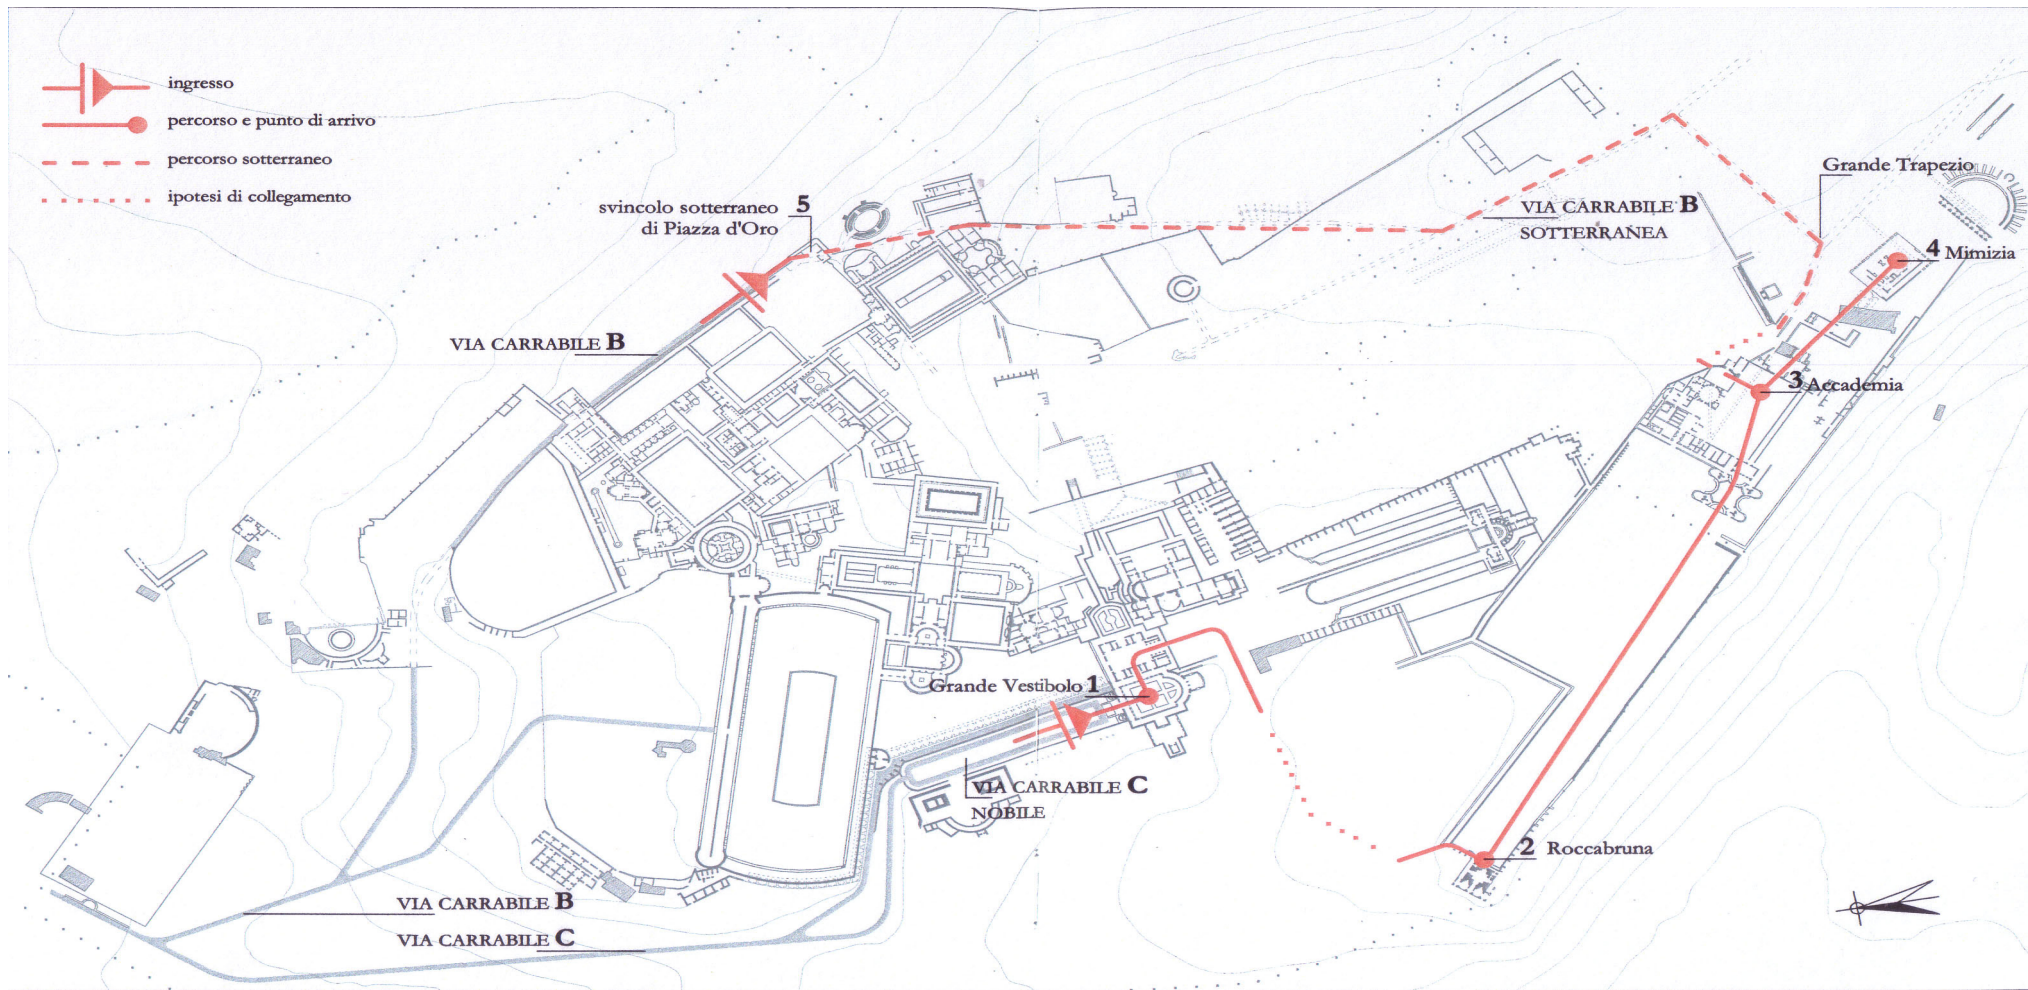 ingresso
percorso e punto di arrivo
percorso sotterraneo
ipotesi di collegamento
svincolo sotterraneo 5
di Piazza d'Oro
Grande Trapezio
VIA CARRABILE B
SOTTERRANEA
4 Mimizia
VIA CARRABILE B
3 Accademia
Grande Vestibolo 1
VIA CARRABILE C
NOBILE
2 Roccabruna
VIA CARRABILE B
VIA CARRABILE C